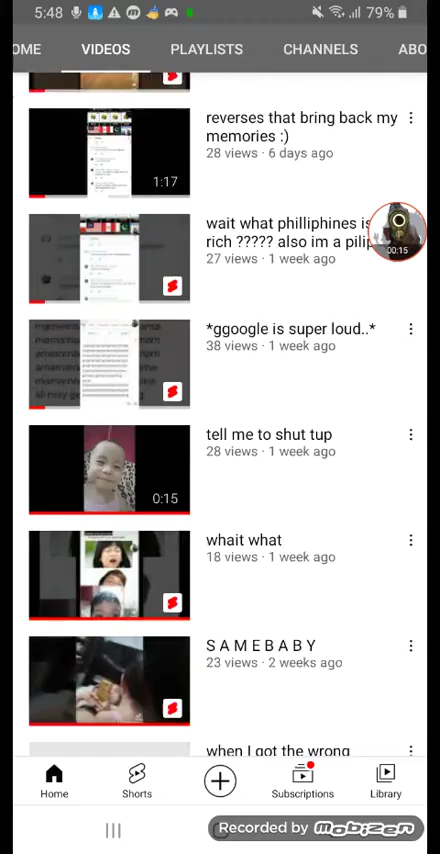 5:48
79%
OME
VIDEOS
PLAYLISTS
CHANNELS
ABO
reverses that bring back my
memories :)
28 views · 6 days ago
1:17
wait what philliphines is
rich ????? also im a pilip
27 views · 1 week ago
00:15
*ggoogle is super loud..*
38 views · 1 week ago
tell me to shut tup
28 views · 1 week ago
0:15
whait what
18 views · 1 week ago
S A M E B A B Y
23 views · 2 weeks ago
when I got the wrong
Home
Shorts
Subscriptions
Library
Recorded by Mobizen